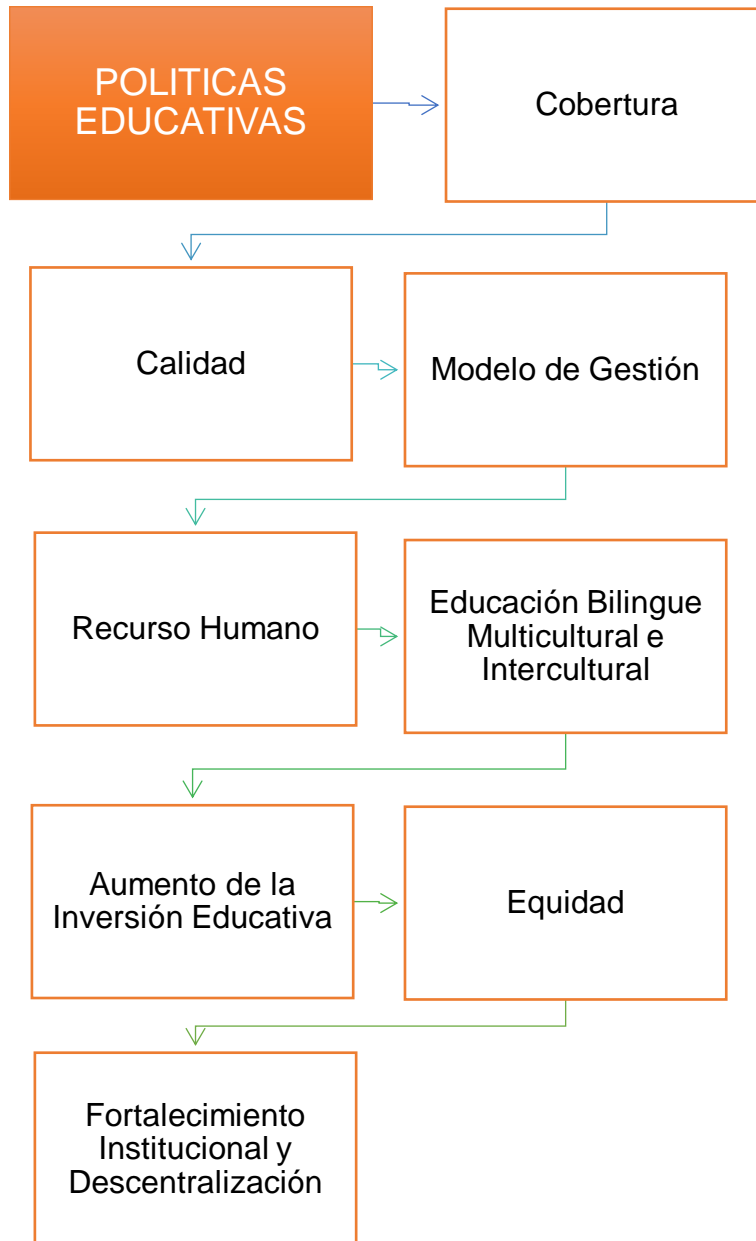 POLITICAS
EDUCATIVAS
Cobertura
Calidad
Modelo de Gestión
Recurso Humano
Educación Bilingue
Multicultural e
Intercultural
Aumento de la
Inversión Educativa
Equidad
Fortalecimiento
Institucional y
Descentralización